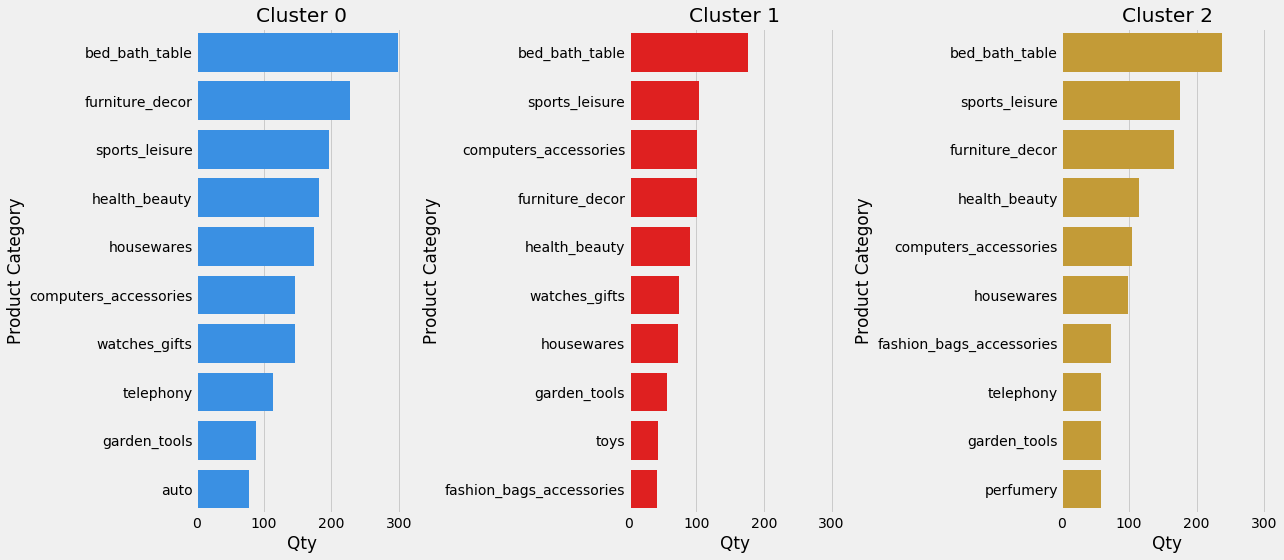 Cluster 0
Product Category
bed_bath_table
furniture_decor
sports_leisure
health_beauty
housewares
computers_accessories
watches_gifts
telephony
garden_tools
auto
0 100 200 300
Qty
Cluster 1
Product Category
bed_bath_table
sports_leisure
computers_accessories
furniture_decor
health_beauty
watches_gifts
housewares
garden_tools
toys
fashion_bags_accessories
0 100 200 300
Qty
Cluster 2
Product Category
bed_bath_table
sports_leisure
furniture_decor
health_beauty
computers_accessories
housewares
fashion_bags_accessories
telephony
garden_tools
perfumery
0 100 200 300
Qty